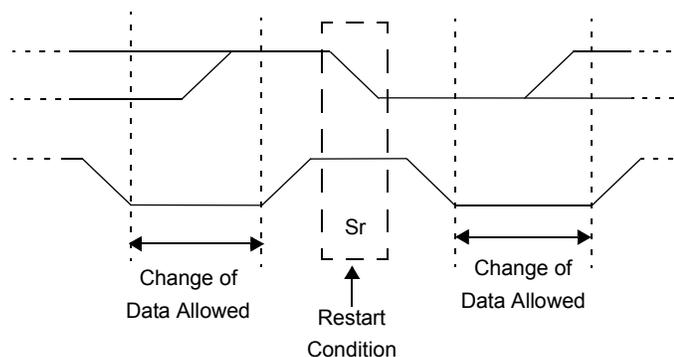 Sr
Change of
Data Allowed
Restart
Condition
Change of
Data Allowed